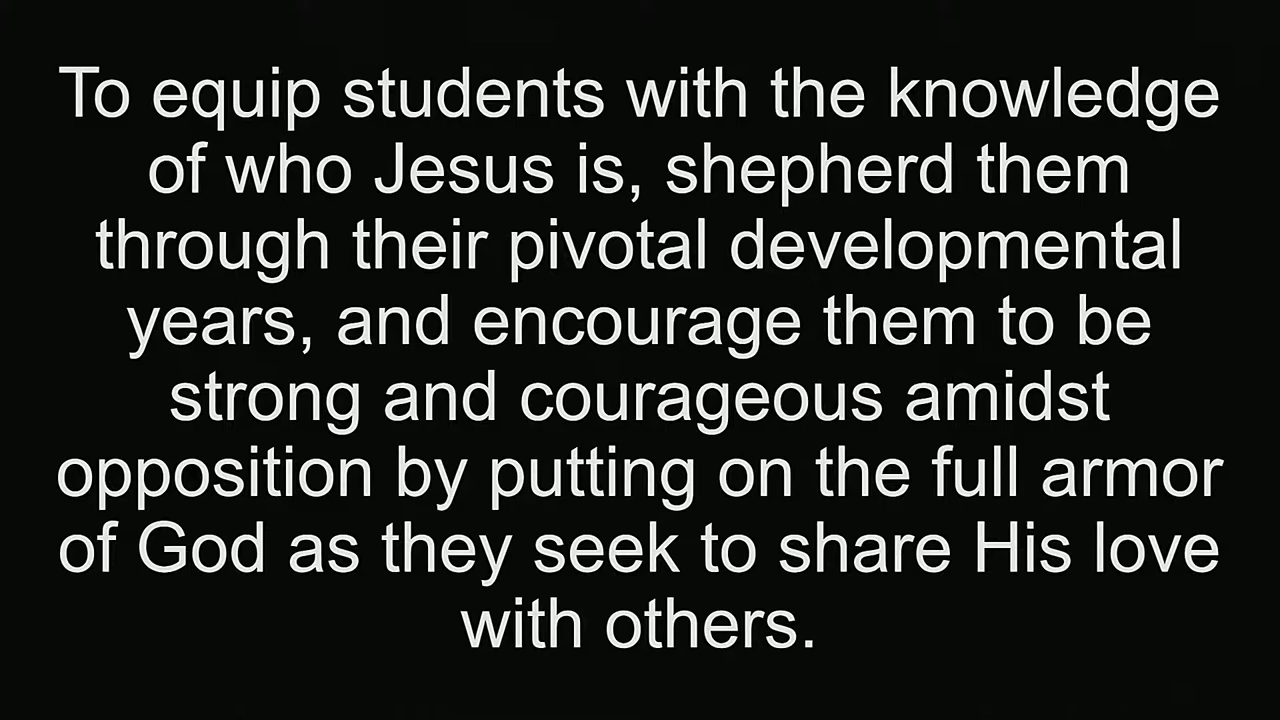 To equip students with the knowledge
of who Jesus is, shepherd them
through their pivotal developmental
years, and encourage them to be
strong and courageous amidst
opposition by putting on the full armor
of God as they seek to share His love
with others.